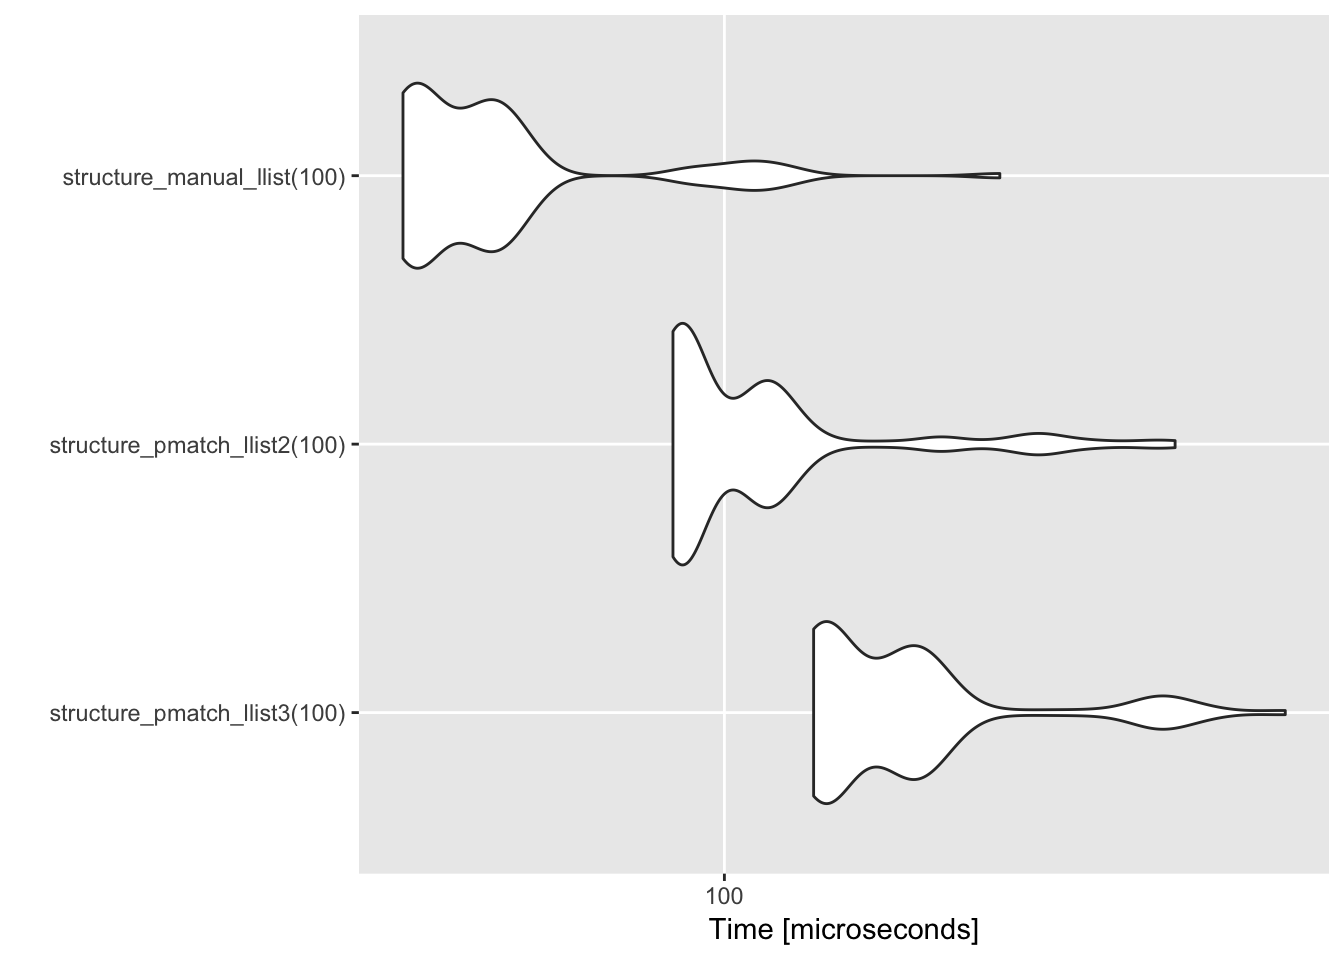 structure_manual_llist(100)
structure_pmatch_llist2(100)
structure_pmatch_llist3(100)
100
Time [microseconds]